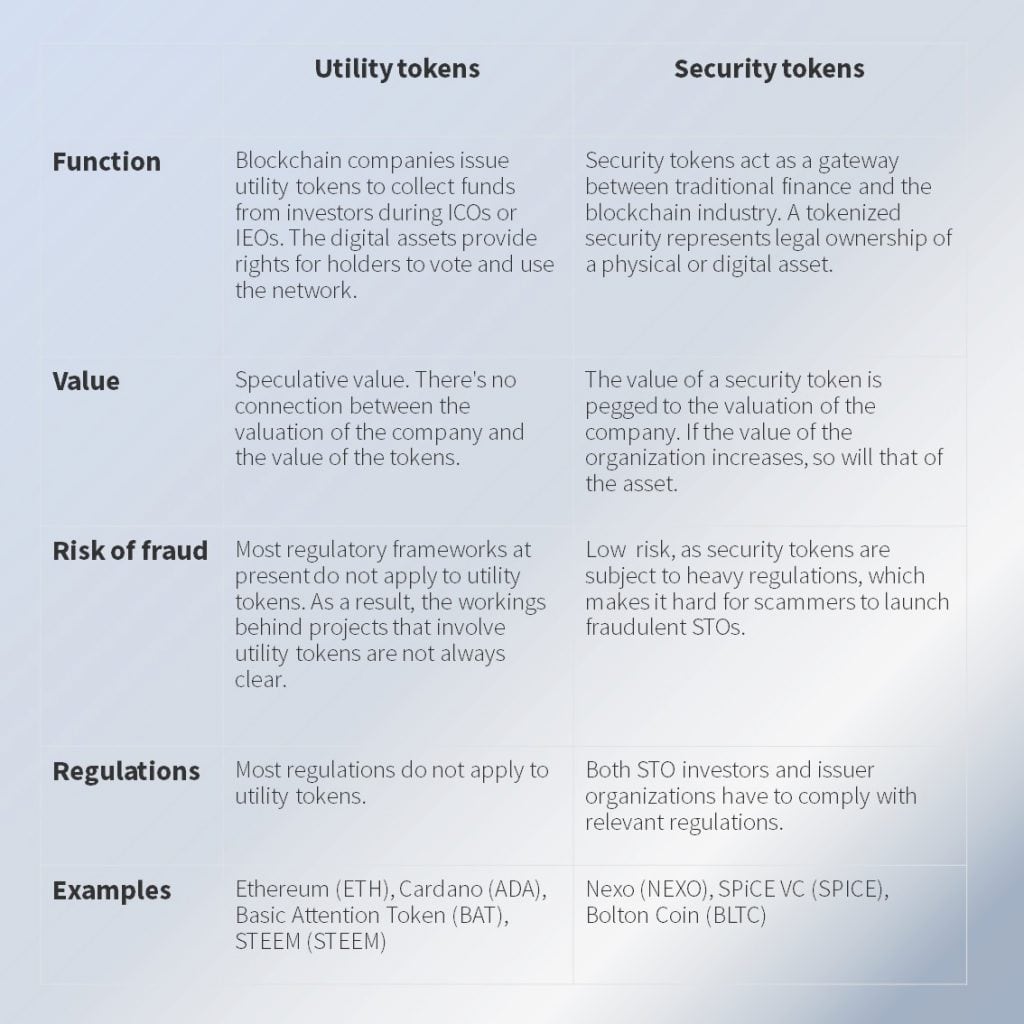 Utility tokens
Security tokens
Function
Blockchain companies issue
utility tokens to collect funds
from investors during ICOs or
IEOs. The digital assets provide
rights for holders to vote and use
the network.
Security tokens act as a gateway
between traditional finance and the
blockchain industry. A tokenized
security represents legal ownership of
a physical or digital asset.
Value
Speculative value. There's no
connection between the
valuation of the company and
the value of the tokens.
The value of a security token is
pegged to the valuation of the
company. If the value of the
organization increases, so will that of
the asset.
Risk of fraud
Most regulatory frameworks at
present do not apply to utility
tokens. As a result, the workings
behind projects that involve
utility tokens are not always
clear.
Low risk, as security tokens are
subject to heavy regulations, which
makes it hard for scammers to launch
fraudulent STOs.
Regulations
Most regulations do not apply to
utility tokens.
Both STO investors and issuer
organizations have to comply with
relevant regulations.
Examples
Ethereum (ETH), Cardano (ADA),
Basic Attention Token (BAT),
STEEM (STEEM)
Nexo (NEXO), SPiCE VC (SPICE),
Bolton Coin (BLTC)